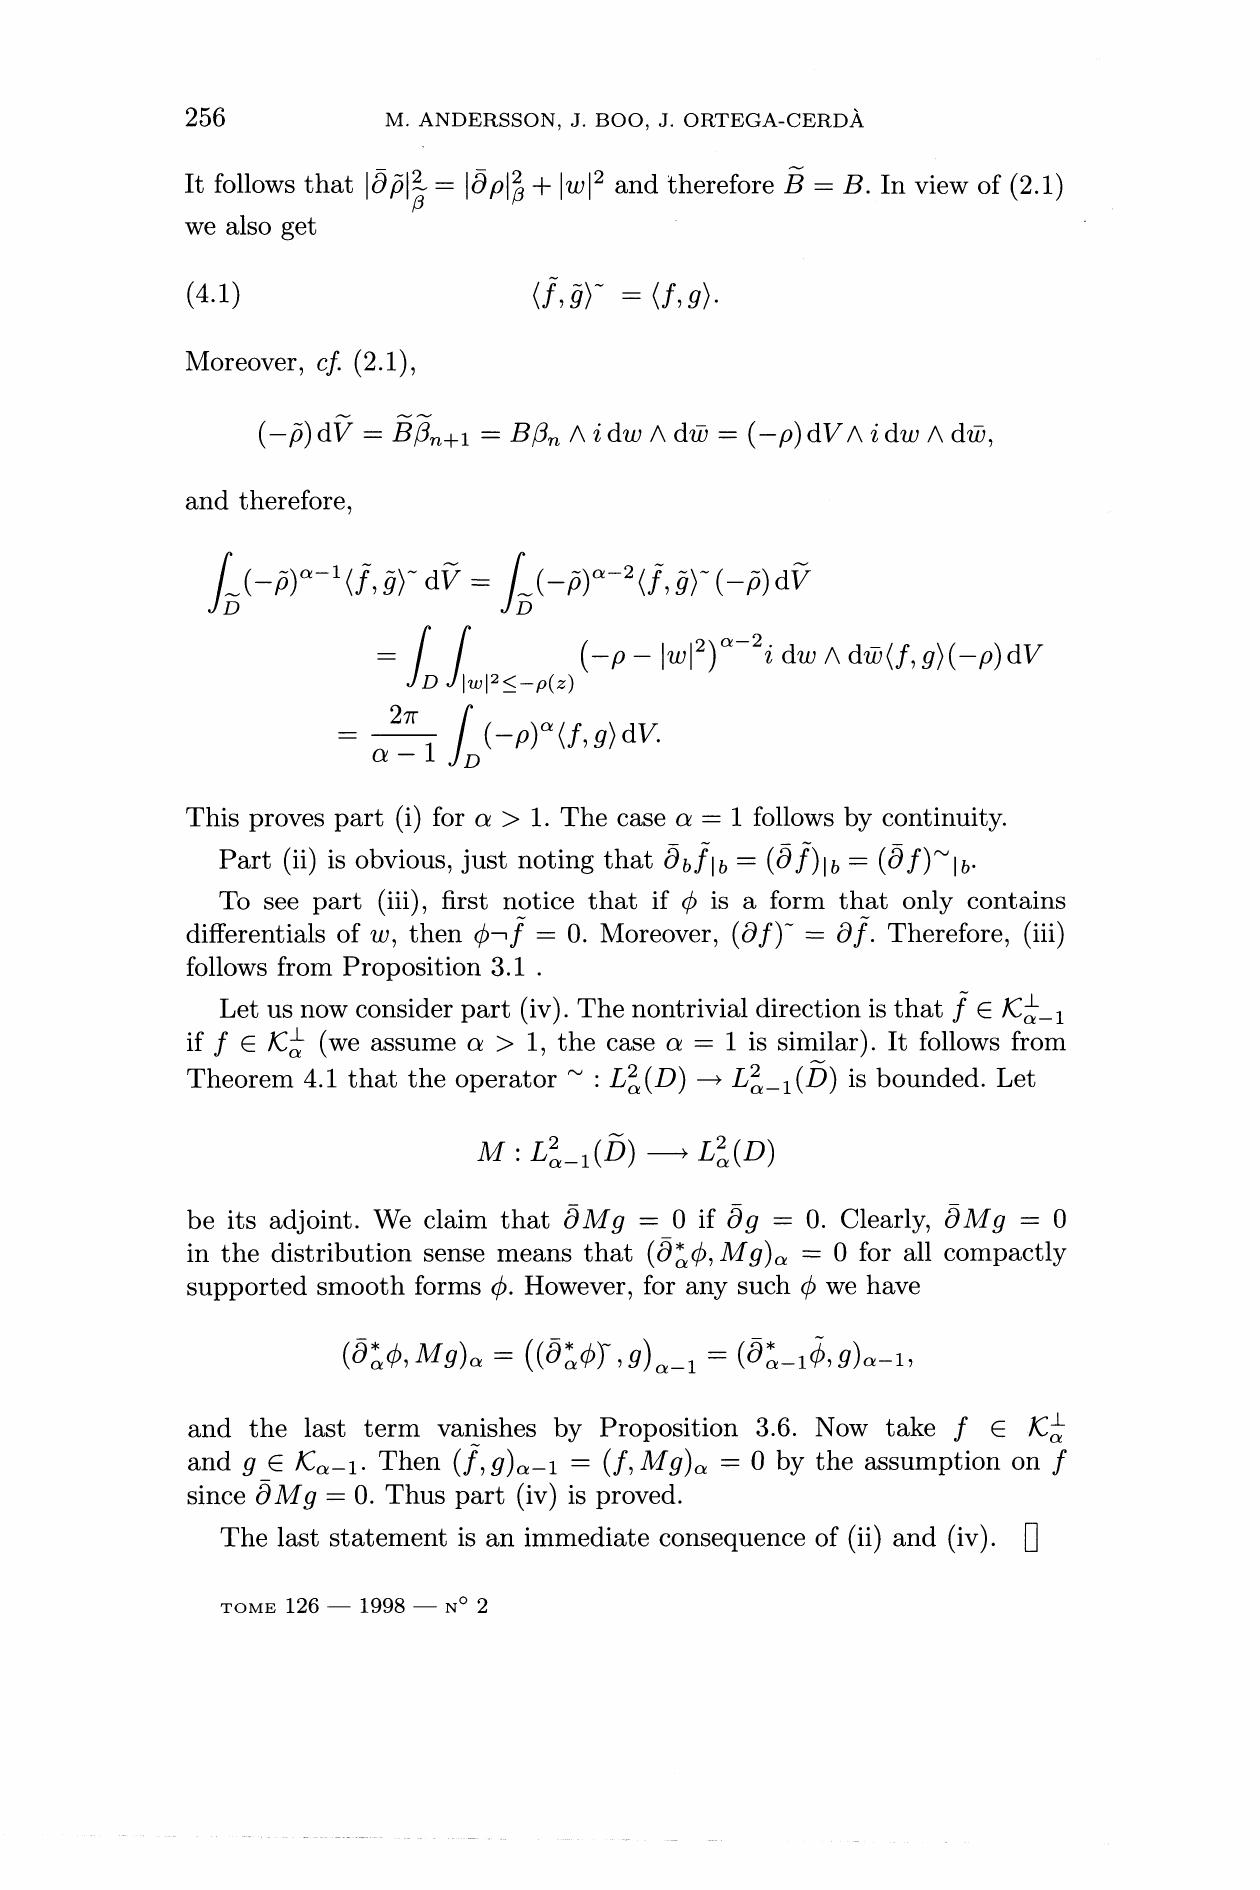 256 M. ANDERSSON, J. BOO, J. ORTEGA-CERDÀ
It follows that $|\bar{\partial}\tilde{\rho}|^2_{\tilde{\beta}} = |\bar{\partial}\rho|^2_\beta + |w|^2$ and therefore $\widetilde{B} = B$. In view of (2.1)
we also get
(4.1) $\langle \tilde{f}, \tilde{g} \rangle^{\tilde{}} = \langle f, g \rangle.$
Moreover, cf. (2.1),
$(-\tilde{\rho})\,\mathrm{d}\widetilde{V} = \widetilde{B}\widetilde{\beta}_{n+1} = B\beta_n \wedge i\,\mathrm{d}w \wedge \mathrm{d}\bar{w} = (-\rho)\,\mathrm{d}V \wedge i\,\mathrm{d}w \wedge \mathrm{d}\bar{w},$
and therefore,
$\int_{\widetilde{D}} (-\tilde{\rho})^{\alpha-1} \langle \tilde{f}, \tilde{g} \rangle^{\tilde{}}\, \mathrm{d}\widetilde{V} = \int_{\widetilde{D}} (-\tilde{\rho})^{\alpha-2} \langle \tilde{f}, \tilde{g} \rangle^{\tilde{}} (-\tilde{\rho})\,\mathrm{d}\widetilde{V}$
$= \int_D \int_{|w|^2 \leq -\rho(z)} \left(-\rho - |w|^2\right)^{\alpha-2} i\,\mathrm{d}w \wedge \mathrm{d}\bar{w} \langle f, g \rangle (-\rho)\,\mathrm{d}V$
$= \frac{2\pi}{\alpha-1} \int_D (-\rho)^\alpha \langle f, g \rangle\,\mathrm{d}V.$
This proves part (i) for $\alpha > 1$. The case $\alpha = 1$ follows by continuity.
Part (ii) is obvious, just noting that $\bar{\partial}_b \tilde{f}_{|b} = (\bar{\partial}\tilde{f})_{|b} = (\bar{\partial}f)^{\sim}{}_{|b}$.
To see part (iii), first notice that if $\phi$ is a form that only contains
differentials of $w$, then $\phi \neg \tilde{f} = 0$. Moreover, $(\partial f)^{\tilde{}} = \partial \tilde{f}$. Therefore, (iii)
follows from Proposition 3.1 .
Let us now consider part (iv). The nontrivial direction is that $\tilde{f} \in \mathcal{K}^\perp_{\alpha-1}$
if $f \in \mathcal{K}^\perp_\alpha$ (we assume $\alpha > 1$, the case $\alpha = 1$ is similar). It follows from
Theorem 4.1 that the operator $\sim : L^2_\alpha(D) \to L^2_{\alpha-1}(\widetilde{D})$ is bounded. Let
$M : L^2_{\alpha-1}(\widetilde{D}) \longrightarrow L^2_\alpha(D)$
be its adjoint. We claim that $\bar{\partial}Mg = 0$ if $\bar{\partial}g = 0$. Clearly, $\bar{\partial}Mg = 0$
in the distribution sense means that $(\bar{\partial}^*_\alpha \phi, Mg)_\alpha = 0$ for all compactly
supported smooth forms $\phi$. However, for any such $\phi$ we have
$(\bar{\partial}^*_\alpha \phi, Mg)_\alpha = \left((\bar{\partial}^*_\alpha \phi)^{\tilde{}}, g\right)_{\alpha-1} = (\bar{\partial}^*_{\alpha-1} \tilde{\phi}, g)_{\alpha-1},$
and the last term vanishes by Proposition 3.6. Now take $f \in \mathcal{K}^\perp_\alpha$
and $g \in \mathcal{K}_{\alpha-1}$. Then $(\tilde{f}, g)_{\alpha-1} = (f, Mg)_\alpha = 0$ by the assumption on $f$
since $\bar{\partial}Mg = 0$. Thus part (iv) is proved.
The last statement is an immediate consequence of (ii) and (iv). ▯
TOME 126 — 1998 — N° 2